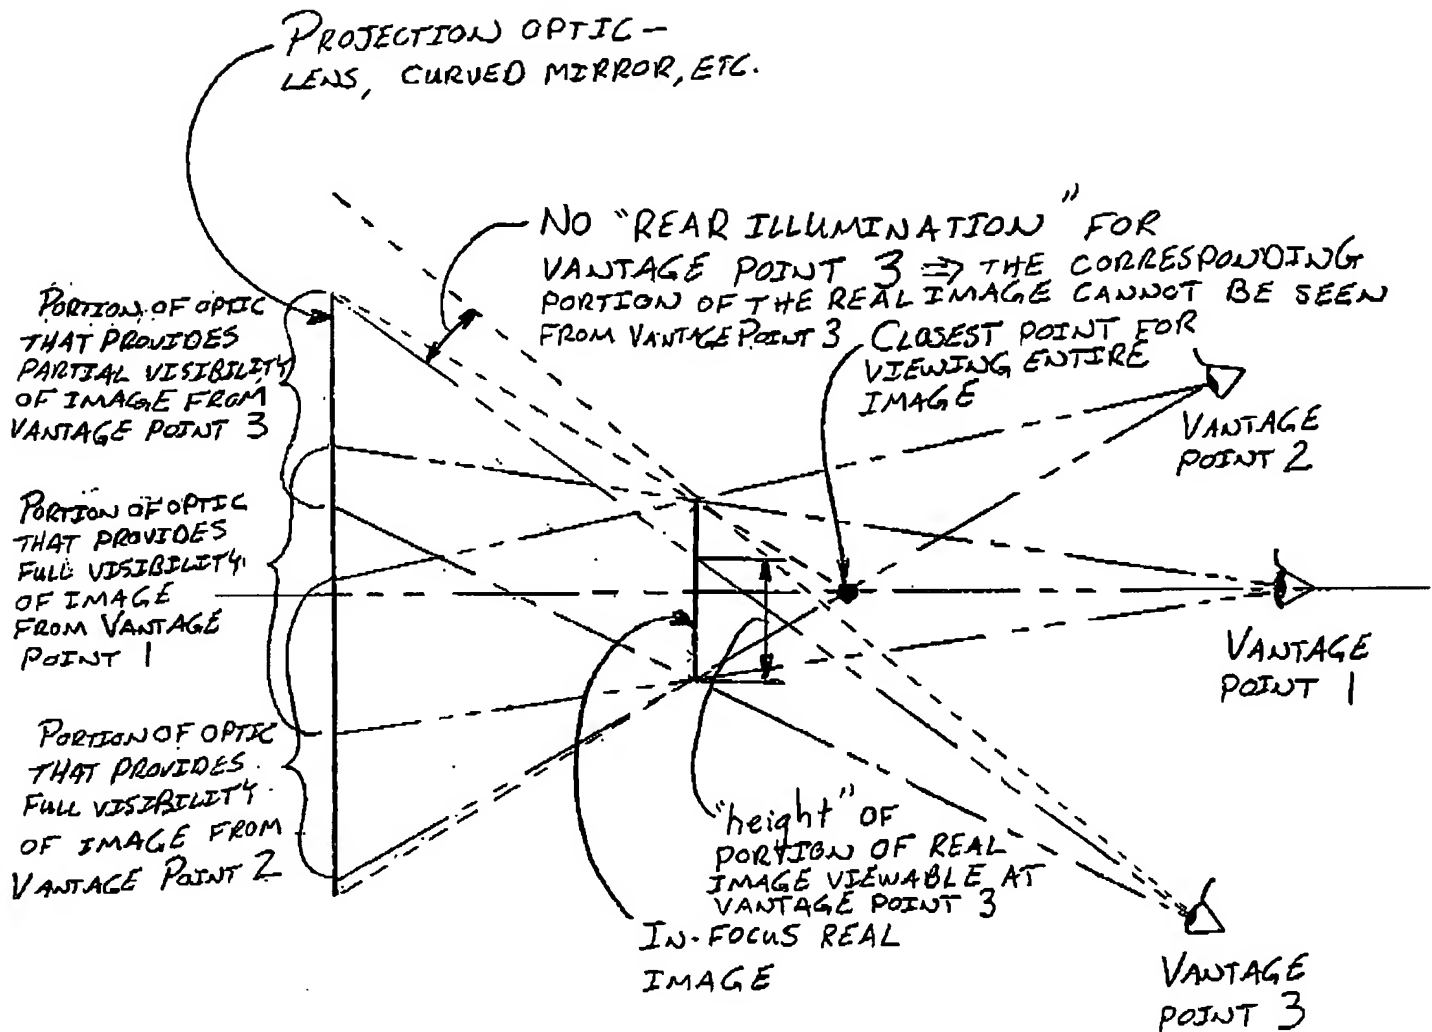 PROJECTION OPTIC –
LENS, CURVED MIRROR, ETC.
NO "REAR ILLUMINATION" FOR
VANTAGE POINT 3 ⇒ THE CORRESPONDING
PORTION OF THE REAL IMAGE CANNOT BE SEEN
FROM VANTAGE POINT 3
CLOSEST POINT FOR
VIEWING ENTIRE
IMAGE
PORTION OF OPTIC
THAT PROVIDES
PARTIAL VISIBILITY
OF IMAGE FROM
VANTAGE POINT 3
VANTAGE
POINT 2
PORTION OF OPTIC
THAT PROVIDES
FULL VISIBILITY
OF IMAGE
FROM VANTAGE
POINT 1
VANTAGE
POINT 1
PORTION OF OPTIC
THAT PROVIDES
FULL VISIBILITY
OF IMAGE FROM
VANTAGE POINT 2
"height" OF
PORTION OF REAL
IMAGE VIEWABLE AT
VANTAGE POINT 3
IN-FOCUS REAL
IMAGE
VANTAGE
POINT 3